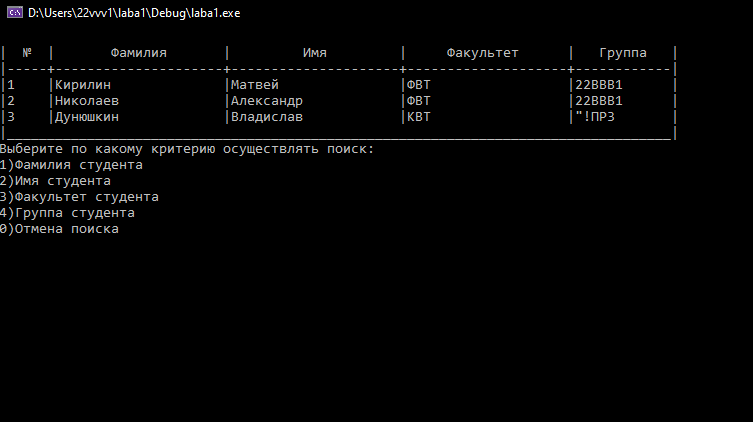 D:\Users\22vvv1\laba1\Debug\laba1.exe
| № | Фамилия | Имя | Факультет | Группа |
|-----+---------------------+---------------------+--------------------+------------|
|1 |Кирилин |Матвей |ФВТ |22ВВВ1 |
|2 |Николаев |Александр |ФВТ |22ВВВ1 |
|3 |Дунюшкин |Владислав |КВТ |"!ПР3 |
|___________________________________________________________________________________|
Выберите по какому критерию осуществлять поиск:
1)Фамилия студента
2)Имя студента
3)Факультет студента
4)Группа студента
0)Отмена поиска